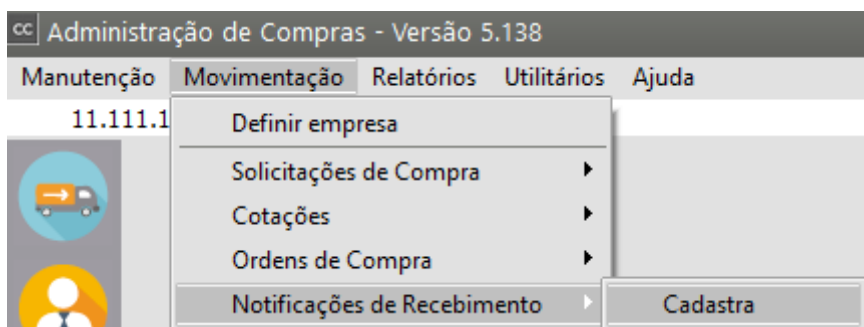 cc Administração de Compras - Versão 5.138
Manutenção Movimentação Relatórios Utilitários Ajuda
11.111.1
Definir empresa
Solicitações de Compra
Cotações
Ordens de Compra
Notificações de Recebimento Cadastra